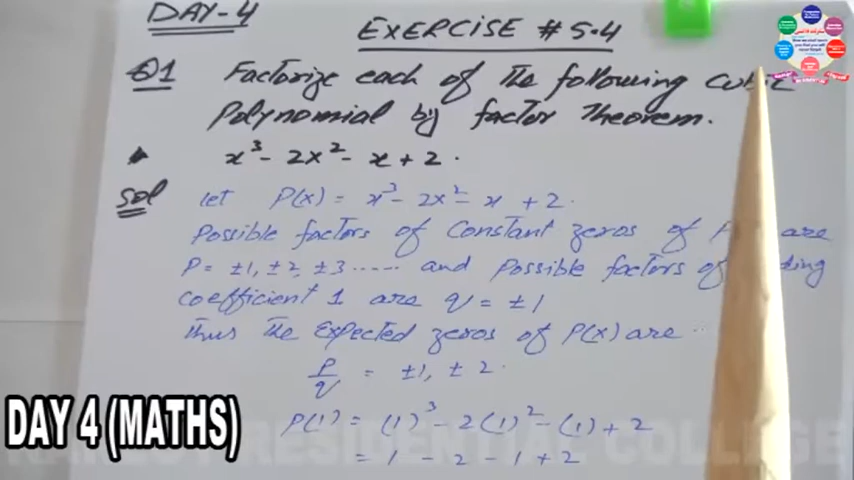 DAY-4
EXERCISE # 5.4
Q1 Factorize each of the following cubic
Polynomial by factor Theorem.
x³ - 2x² - x + 2.
Sol let P(x) = x³ - 2x² - x + 2.
Possible factors of Constant zeros of P are
P = ±1, ±2, ±3 ...... and Possible factors of
coefficient 1 are q = ±1
Thus the Expected zeros of P(x) are ..
P/q = ±1, ±2.
P(1) = (1)³ - 2(1)² - (1) + 2
= 1 - 2 - 1 + 2
DAY 4 (MATHS)
RESIDENTIAL COLLEGE